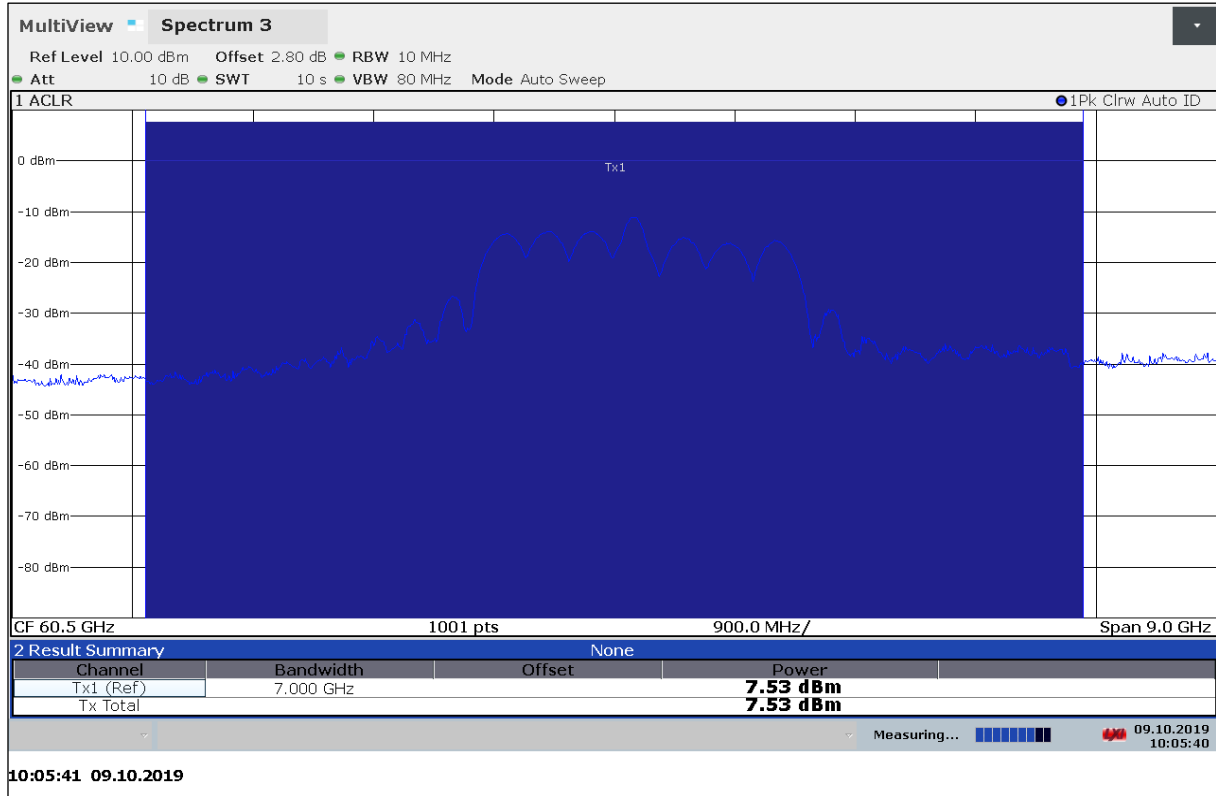 MultiView Spectrum 3
Ref Level 10.00 dBm Offset 2.80 dB RBW 10 MHz
Att 10 dB SWT 10 s VBW 80 MHz Mode Auto Sweep
1 ACLR 1Pk Clrw Auto ID
0 dBm
Tx1
-10 dBm
-20 dBm
-30 dBm
-40 dBm
-50 dBm
-60 dBm
-70 dBm
-80 dBm
CF 60.5 GHz 1001 pts 900.0 MHz/ Span 9.0 GHz
2 Result Summary None
Channel Bandwidth Offset Power
Tx1 (Ref) 7.000 GHz 7.53 dBm
Tx Total 7.53 dBm
Measuring... 09.10.2019
10:05:40
10:05:41 09.10.2019